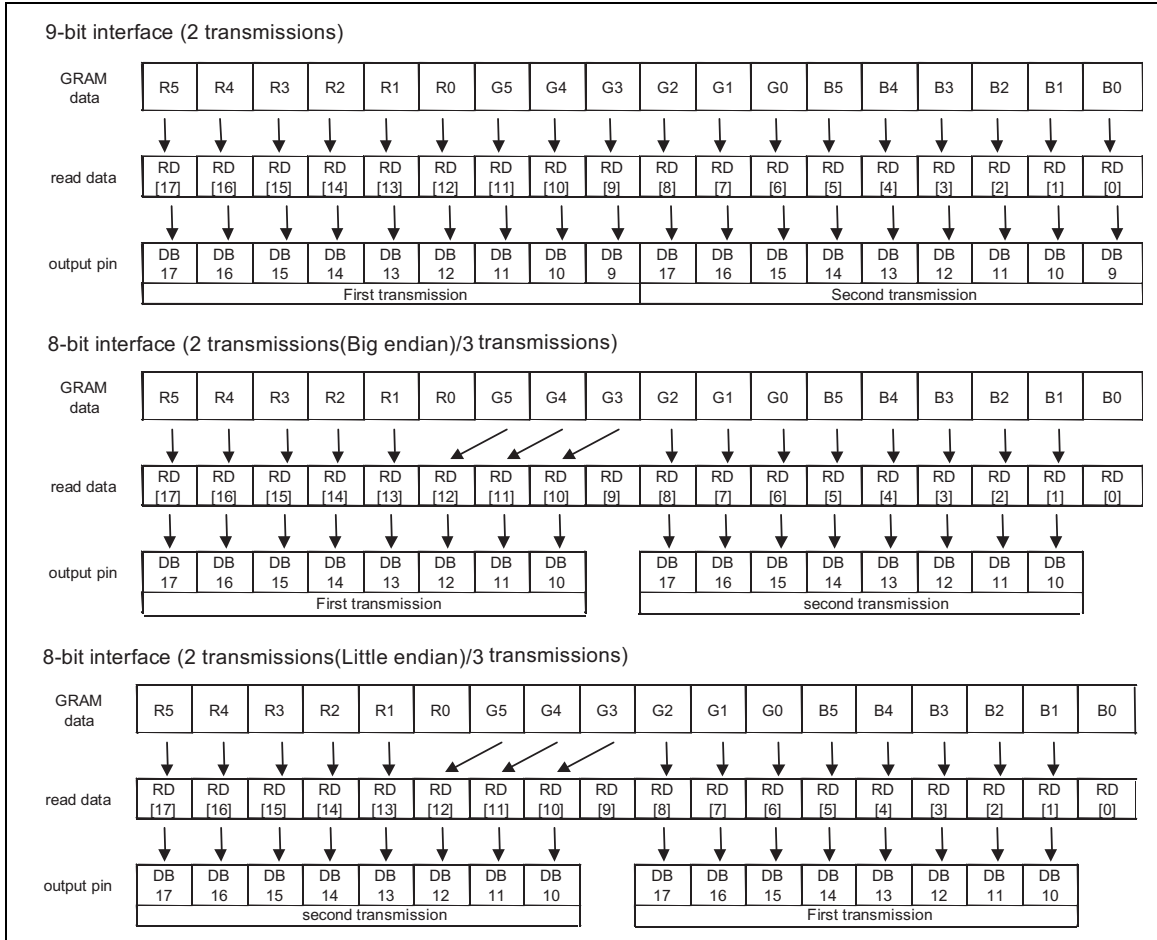 9-bit interface (2 transmissions)
GRAM data R5 R4 R3 R2 R1 R0 G5 G4 G3 G2 G1 G0 B5 B4 B3 B2 B1 B0
read data RD [17] RD [16] RD [15] RD [14] RD [13] RD [12] RD [11] RD [10] RD [9] RD [8] RD [7] RD [6] RD [5] RD [4] RD [3] RD [2] RD [1] RD [0]
output pin DB 17 DB 16 DB 15 DB 14 DB 13 DB 12 DB 11 DB 10 DB 9 DB 17 DB 16 DB 15 DB 14 DB 13 DB 12 DB 11 DB 10 DB 9
First transmission Second transmission
8-bit interface (2 transmissions(Big endian)/3 transmissions)
GRAM data R5 R4 R3 R2 R1 R0 G5 G4 G3 G2 G1 G0 B5 B4 B3 B2 B1 B0
read data RD [17] RD [16] RD [15] RD [14] RD [13] RD [12] RD [11] RD [10] RD [9] RD [8] RD [7] RD [6] RD [5] RD [4] RD [3] RD [2] RD [1] RD [0]
output pin DB 17 DB 16 DB 15 DB 14 DB 13 DB 12 DB 11 DB 10 DB 17 DB 16 DB 15 DB 14 DB 13 DB 12 DB 11 DB 10
First transmission second transmission
8-bit interface (2 transmissions(Little endian)/3 transmissions)
GRAM data R5 R4 R3 R2 R1 R0 G5 G4 G3 G2 G1 G0 B5 B4 B3 B2 B1 B0
read data RD [17] RD [16] RD [15] RD [14] RD [13] RD [12] RD [11] RD [10] RD [9] RD [8] RD [7] RD [6] RD [5] RD [4] RD [3] RD [2] RD [1] RD [0]
output pin DB 17 DB 16 DB 15 DB 14 DB 13 DB 12 DB 11 DB 10 DB 17 DB 16 DB 15 DB 14 DB 13 DB 12 DB 11 DB 10
second transmission First transmission